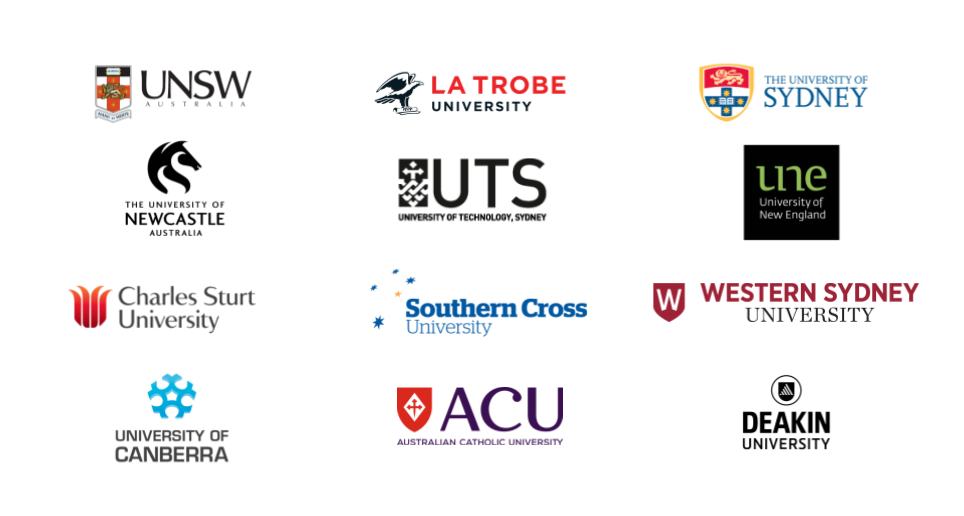 UNSW
AUSTRALIA
LA TROBE
UNIVERSITY
THE UNIVERSITY OF
SYDNEY
THE UNIVERSITY OF
NEWCASTLE
AUSTRALIA
UTS
UNIVERSITY OF TECHNOLOGY, SYDNEY
une
University of
New England
Charles Sturt
University
Southern Cross
University
W
WESTERN SYDNEY
UNIVERSITY
UNIVERSITY OF
CANBERRA
ACU
AUSTRALIAN CATHOLIC UNIVERSITY
DEAKIN
UNIVERSITY